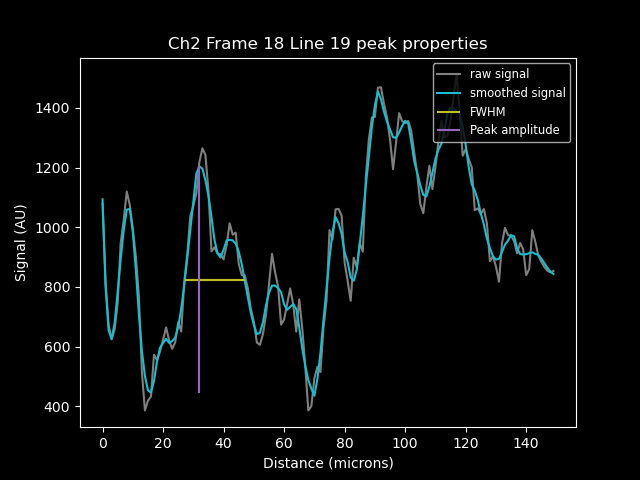 Ch2 Frame 18 Line 19 peak properties
raw signal
smoothed signal
FWHM
Peak amplitude
Signal (AU)
1400
1200
1000
800
600
400
0 20 40 60 80 100 120 140
Distance (microns)